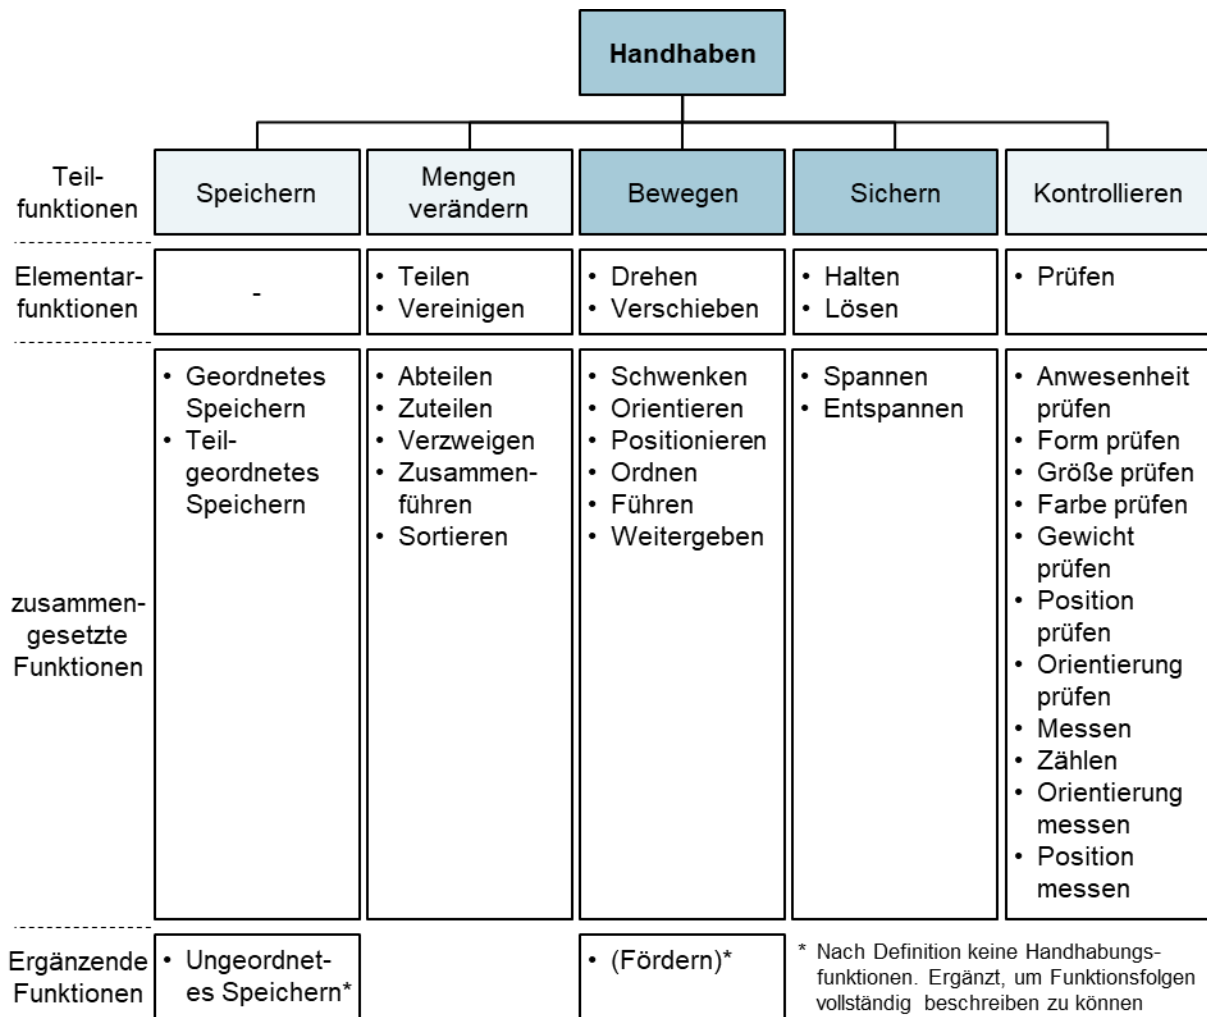 Handhaben
Teil-
funktionen
Speichern
Mengen
verändern
Bewegen
Sichern
Kontrollieren
Elementar-
funktionen
-
• Teilen
• Vereinigen
• Drehen
• Verschieben
• Halten
• Lösen
• Prüfen
zusammen-
gesetzte
Funktionen
• Geordnetes
Speichern
• Teil-
geordnetes
Speichern
• Abteilen
• Zuteilen
• Verzweigen
• Zusammen-
führen
• Sortieren
• Schwenken
• Orientieren
• Positionieren
• Ordnen
• Führen
• Weitergeben
• Spannen
• Entspannen
• Anwesenheit
prüfen
• Form prüfen
• Größe prüfen
• Farbe prüfen
• Gewicht
prüfen
• Position
prüfen
• Orientierung
prüfen
• Messen
• Zählen
• Orientierung
messen
• Position
messen
Ergänzende
Funktionen
• Ungeordnet-
es Speichern*
• (Fördern)*
* Nach Definition keine Handhabungs-
funktionen. Ergänzt, um Funktionsfolgen
vollständig beschreiben zu können